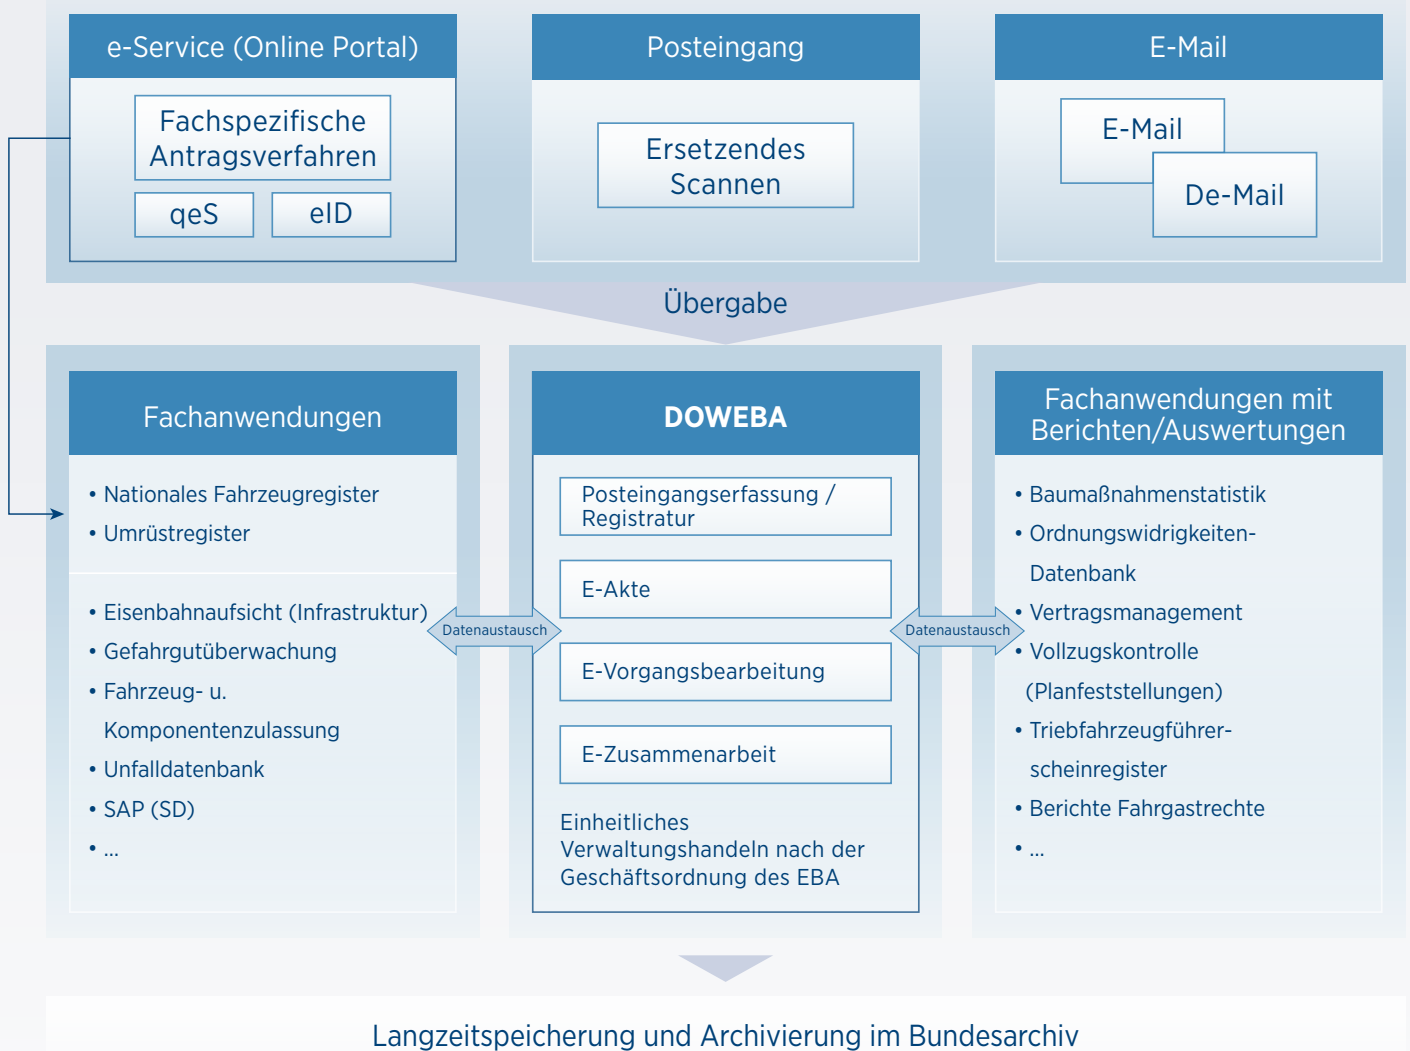 e-Service (Online Portal)
Fachspezifische
Antragsverfahren
qeS
eID
Posteingang
Ersetzendes
Scannen
E-Mail
E-Mail
De-Mail
Übergabe
Fachanwendungen
• Nationales Fahrzeugregister
• Umrüstregister
• Eisenbahnaufsicht (Infrastruktur)
• Gefahrgutüberwachung
• Fahrzeug- u.
Komponentenzulassung
• Unfalldatenbank
• SAP (SD)
• ...
Datenaustausch
DOWEBA
Posteingangserfassung /
Registratur
E-Akte
E-Vorgangsbearbeitung
E-Zusammenarbeit
Einheitliches
Verwaltungshandeln nach der
Geschäftsordnung des EBA
Datenaustausch
Fachanwendungen mit
Berichten/Auswertungen
• Baumaßnahmenstatistik
• Ordnungswidrigkeiten-
Datenbank
• Vertragsmanagement
• Vollzugskontrolle
(Planfeststellungen)
• Triebfahrzeugführer-
scheinregister
• Berichte Fahrgastrechte
• ...
Langzeitspeicherung und Archivierung im Bundesarchiv